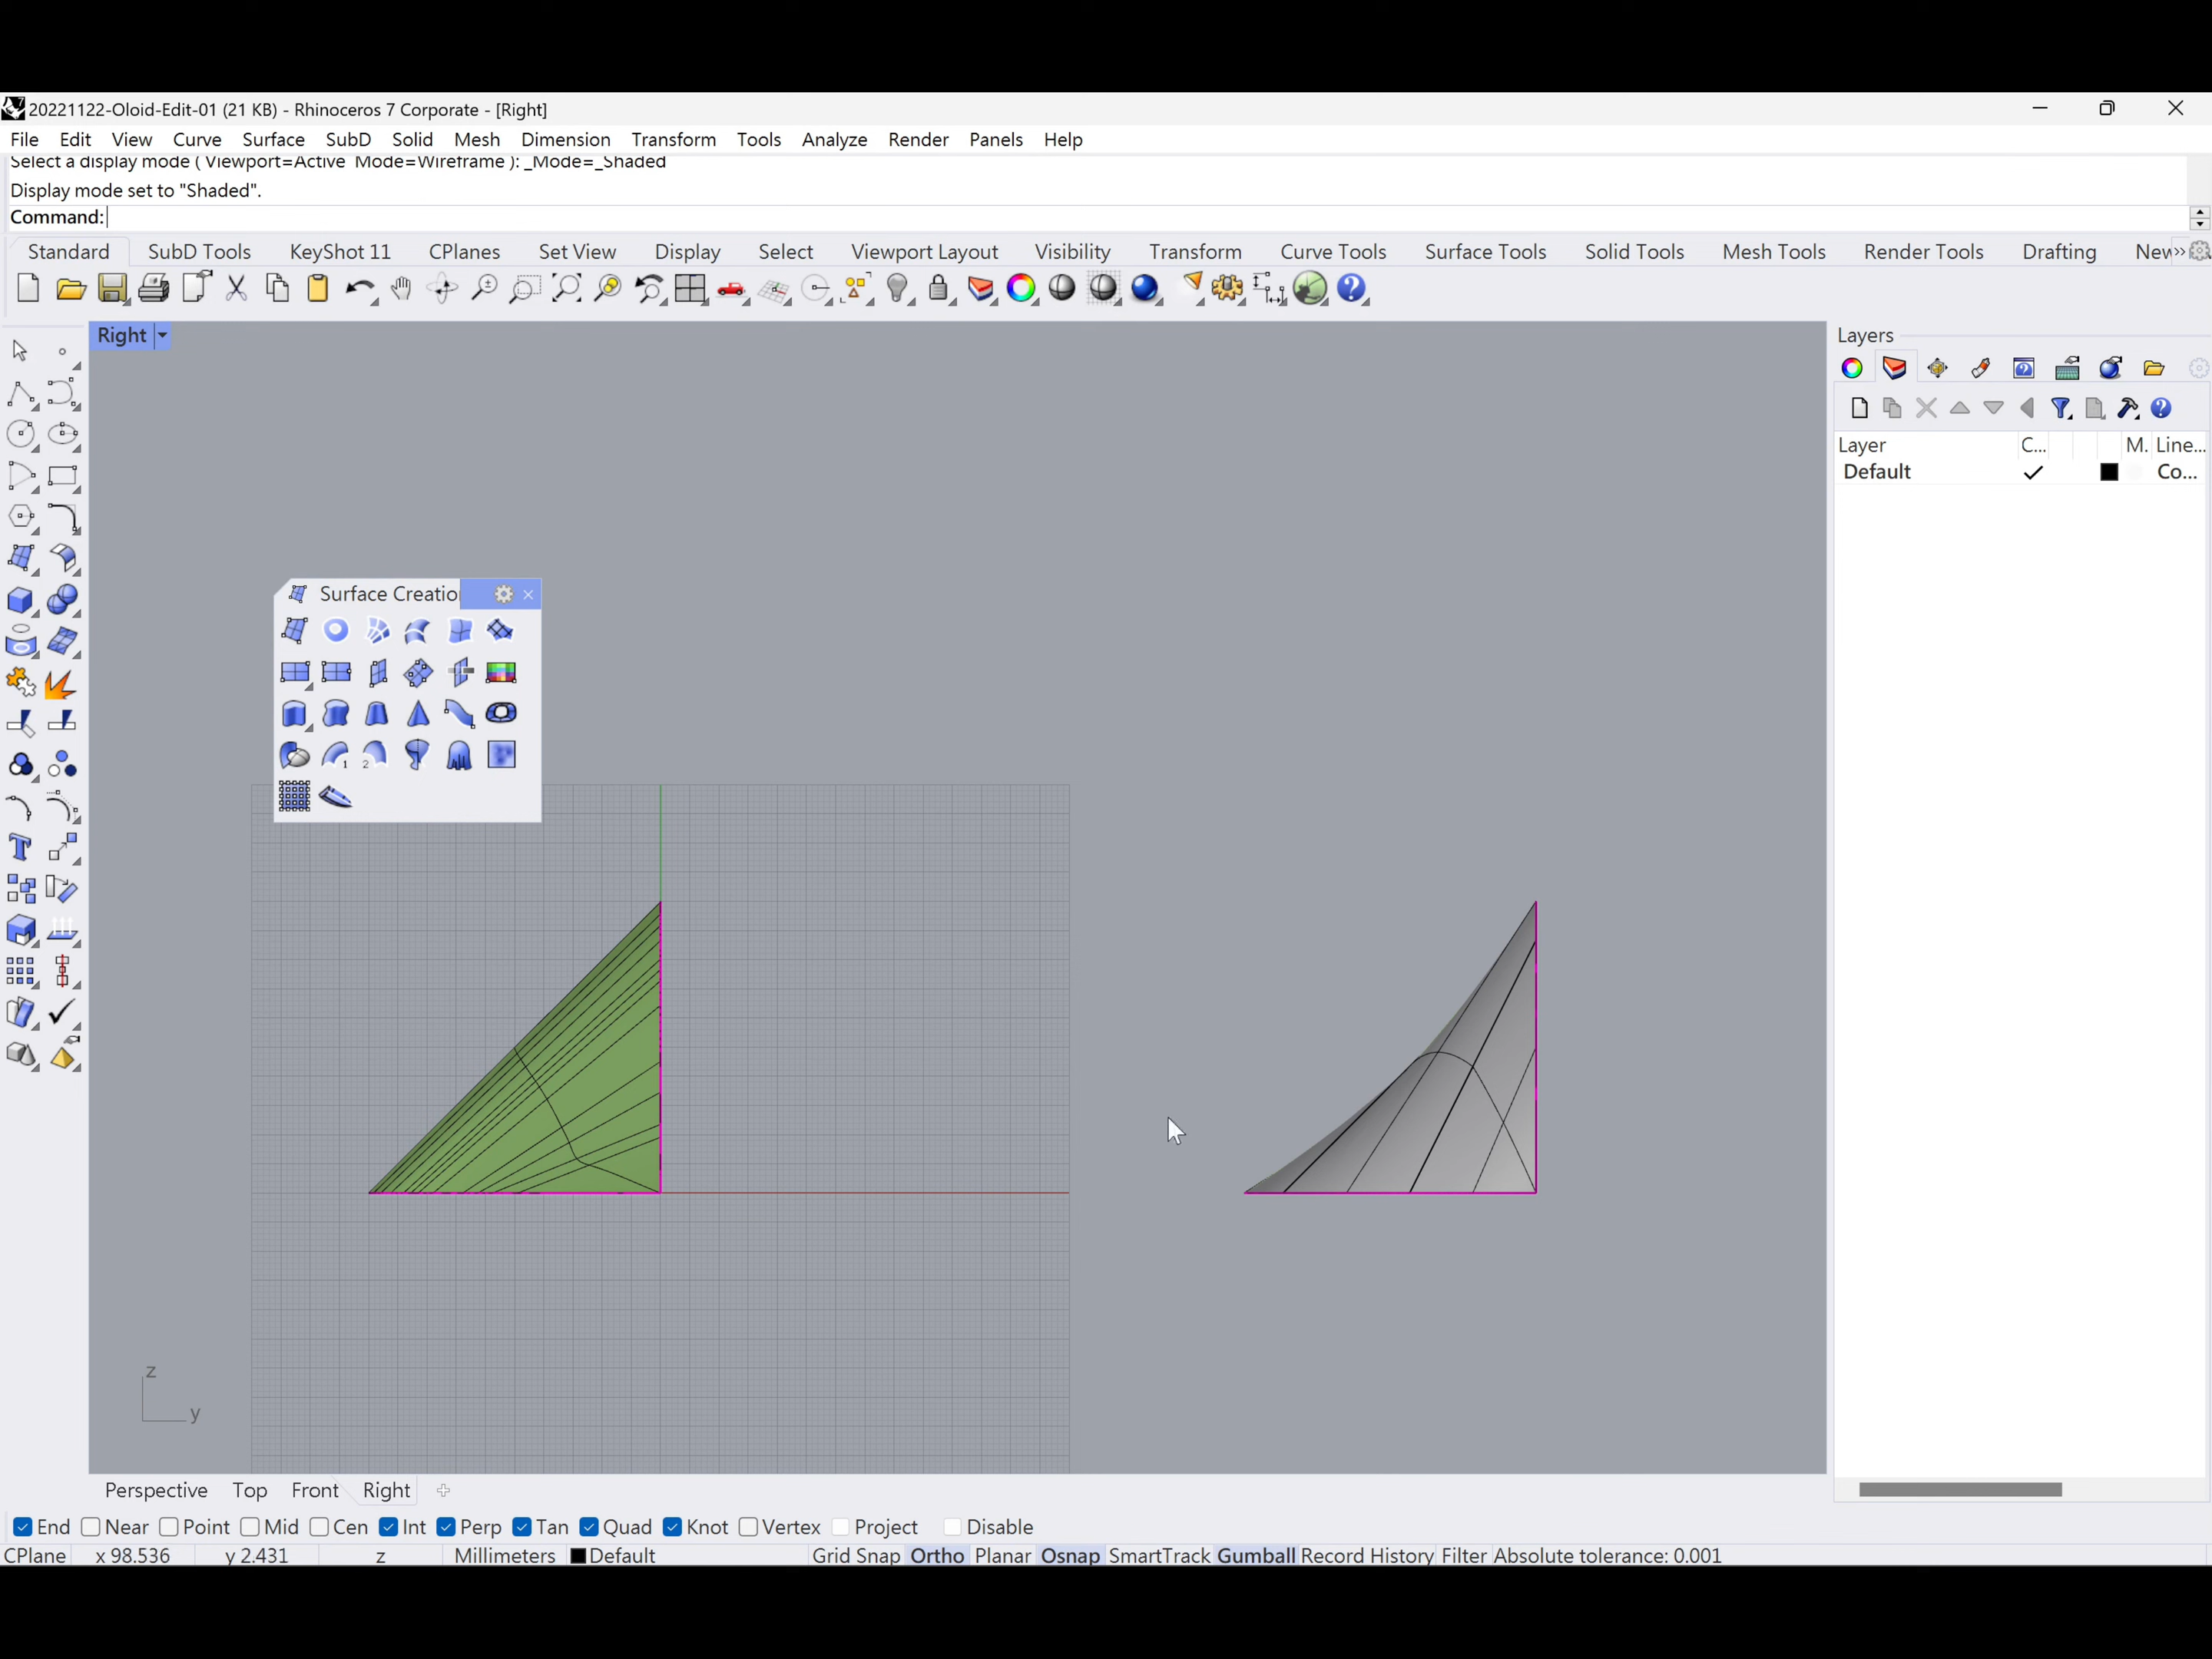 20221122-Oloid-Edit-01 (21 KB) - Rhinoceros 7 Corporate - [Right]
File Edit View Curve Surface SubD Solid Mesh Dimension Transform Tools Analyze Render Panels Help
Select a display mode ( Viewport=Active Mode=Wireframe ): _Mode=_Shaded
Display mode set to "Shaded".
Command:
Standard SubD Tools KeyShot 11 CPlanes Set View Display Select Viewport Layout Visibility Transform Curve Tools Surface Tools Solid Tools Mesh Tools Render Tools Drafting New »
Right
Layers
Layer C... M. Line...
Default Co...
Surface Creation
1 2
z
y
Perspective Top Front Right
End Near Point Mid Cen Int Perp Tan Quad Knot Vertex Project Disable
CPlane x 98.536 y 2.431 z Millimeters Default Grid Snap Ortho Planar Osnap SmartTrack Gumball Record History Filter Absolute tolerance: 0.001